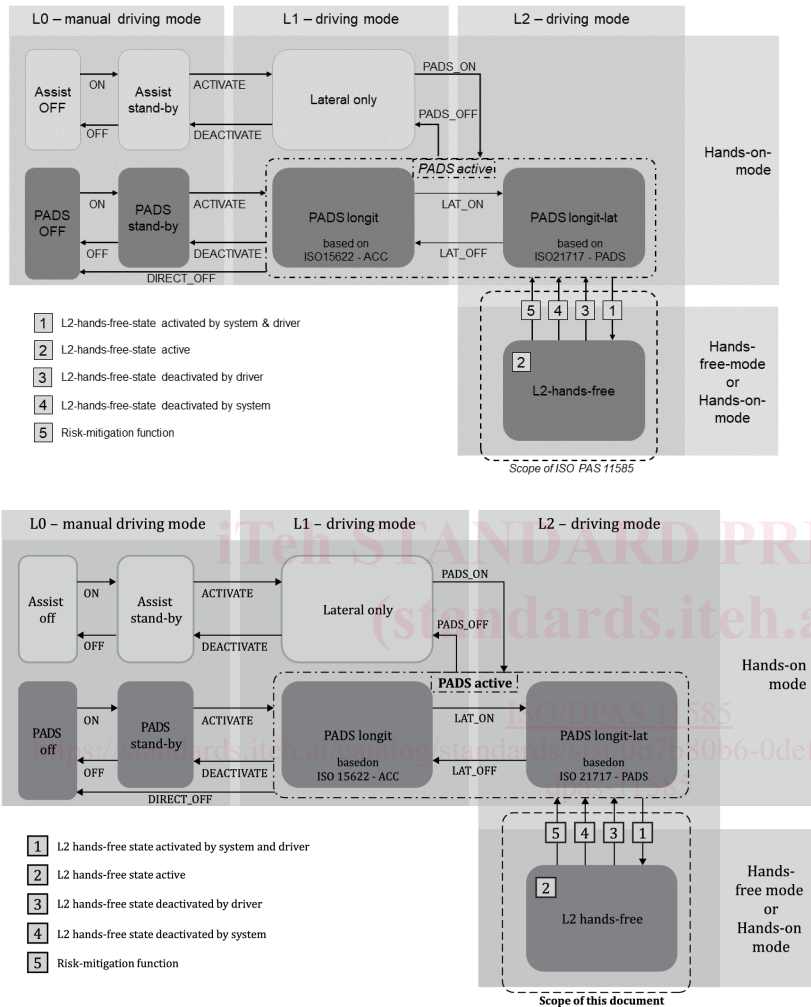 L0 – manual driving mode
L1 – driving mode
L2 – driving mode
Assist
OFF
ON
OFF
Assist
stand-by
ACTIVATE
DEACTIVATE
Lateral only
PADS_ON
PADS_OFF
PADS active
Hands-on-
mode
PADS
OFF
ON
OFF
PADS
stand-by
ACTIVATE
DEACTIVATE
DIRECT_OFF
PADS longit
based on
ISO15622 - ACC
LAT_ON
LAT_OFF
PADS longit-lat
based on
ISO21717 - PADS
1 L2-hands-free-state activated by system & driver
2 L2-hands-free-state active
3 L2-hands-free-state deactivated by driver
4 L2-hands-free-state deactivated by system
5 Risk-mitigation function
5 4 3 1
2
L2-hands-free
Hands-
free-mode
or
Hands-on-
mode
Scope of ISO PAS 11585
L0 – manual driving mode
L1 – driving mode
L2 – driving mode
iTeh STANDARD PRE
(standards.iteh.a
Assist
off
ON
OFF
Assist
stand-by
ACTIVATE
DEACTIVATE
Lateral only
PADS_ON
PADS_OFF
PADS active
Hands-on
mode
PADS
off
ON
OFF
PADS
stand-by
ACTIVATE
DEACTIVATE
DIRECT_OFF
PADS longit
basedon
ISO 15622 - ACC
LAT_ON
LAT_OFF
PADS longit-lat
basedon
ISO 21717 - PADS
ISO/DPAS 11585
dpas-11585
1 L2 hands-free state activated by system and driver
2 L2 hands-free state active
3 L2 hands-free state deactivated by driver
4 L2 hands-free state deactivated by system
5 Risk-mitigation function
5 4 3 1
2
L2 hands-free
Hands-
free mode
or
Hands-on
mode
Scope of this document